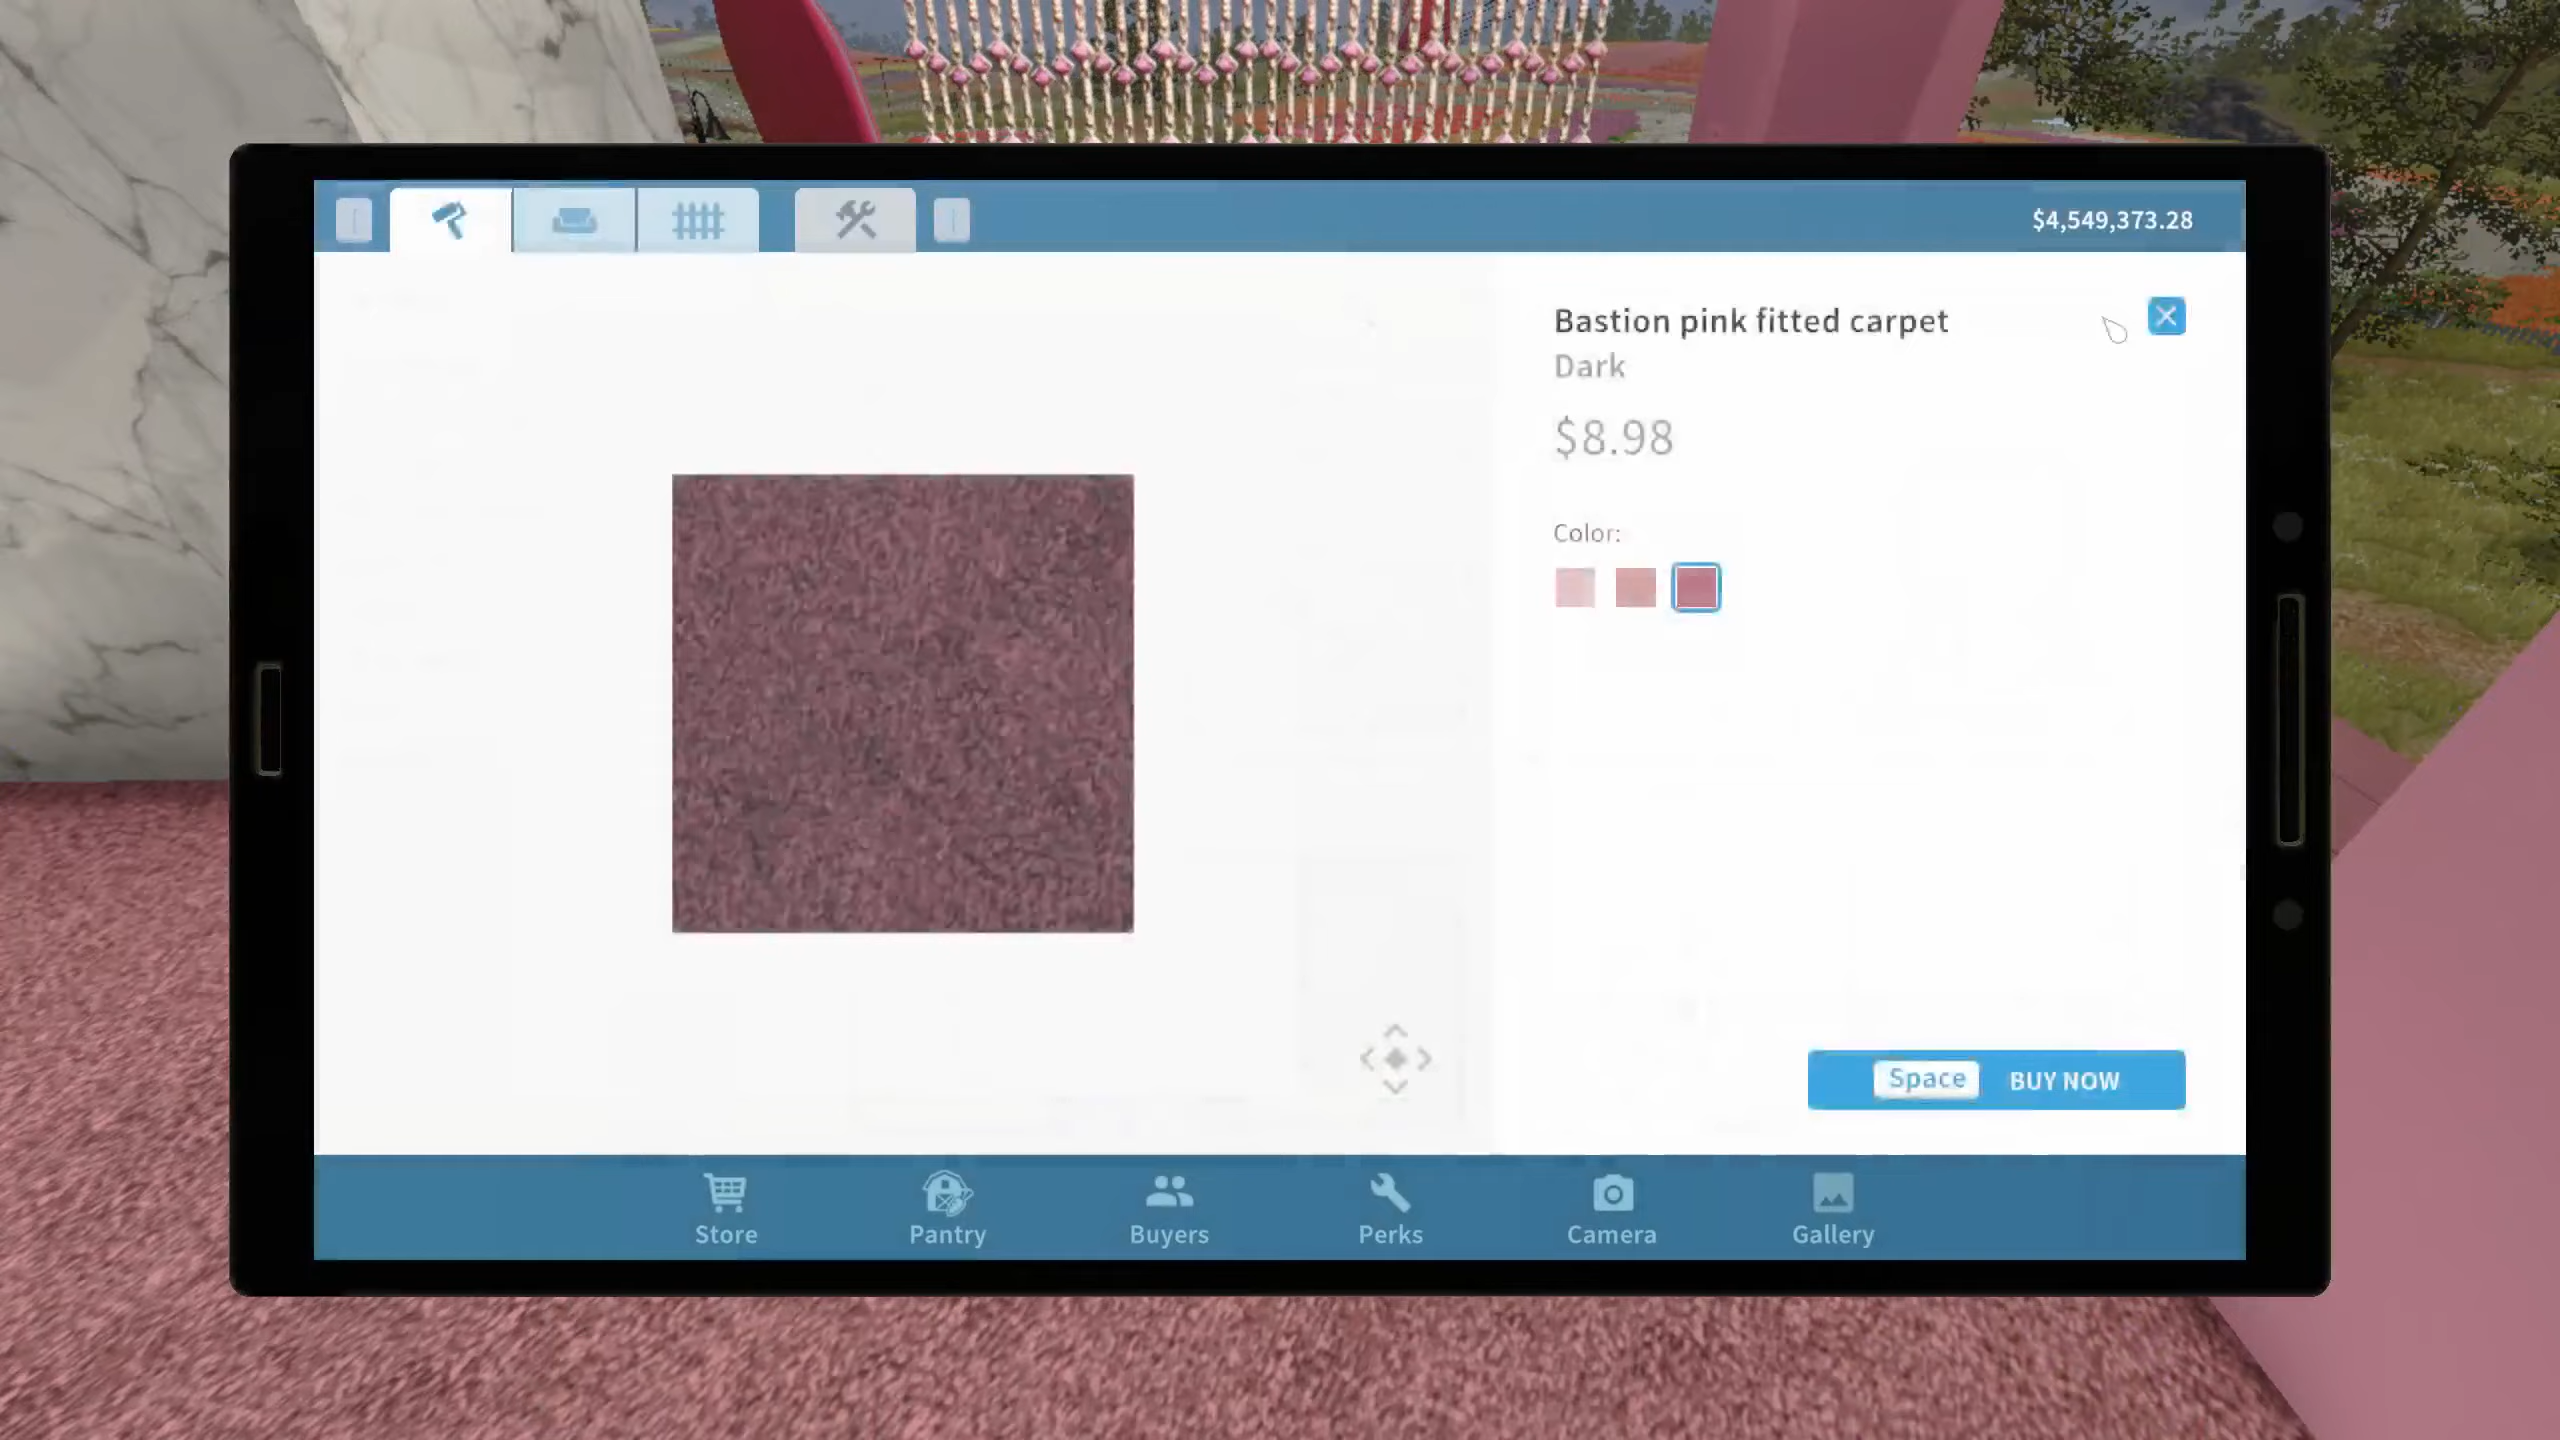 $4,549,373.28
Bastion pink fitted carpet
Dark
$8.98
Color:
Space BUY NOW
Store Pantry Buyers Perks Camera Gallery